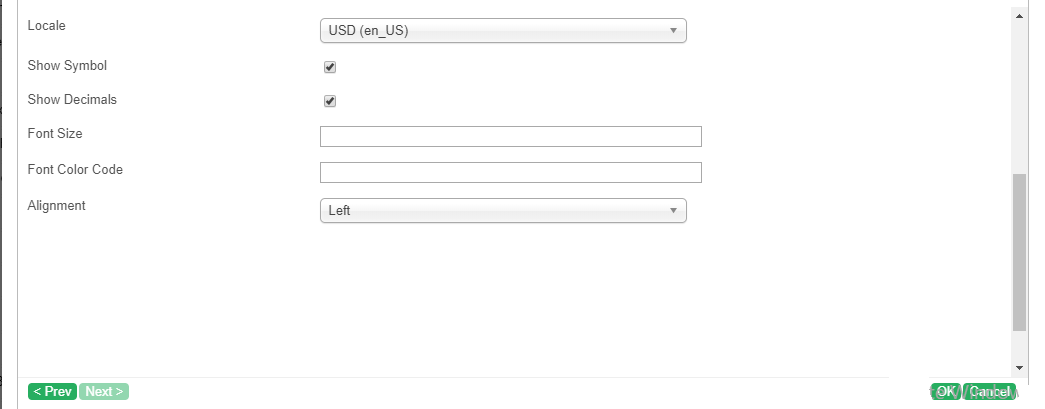 Locale
USD (en_US)
Show Symbol
Show Decimals
Font Size
Font Color Code
Alignment
Left
< Prev
Next >
OK
Cancel